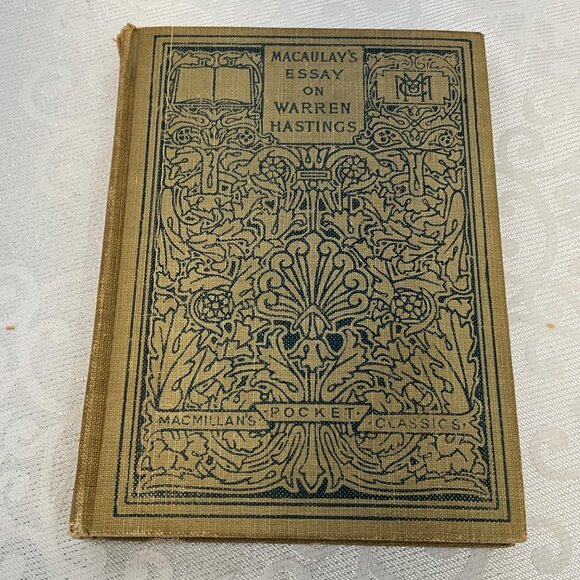 MACAULAY'S
ESSAY
ON
WARREN
HASTINGS
MACMILLAN'S POCKET CLASSICS